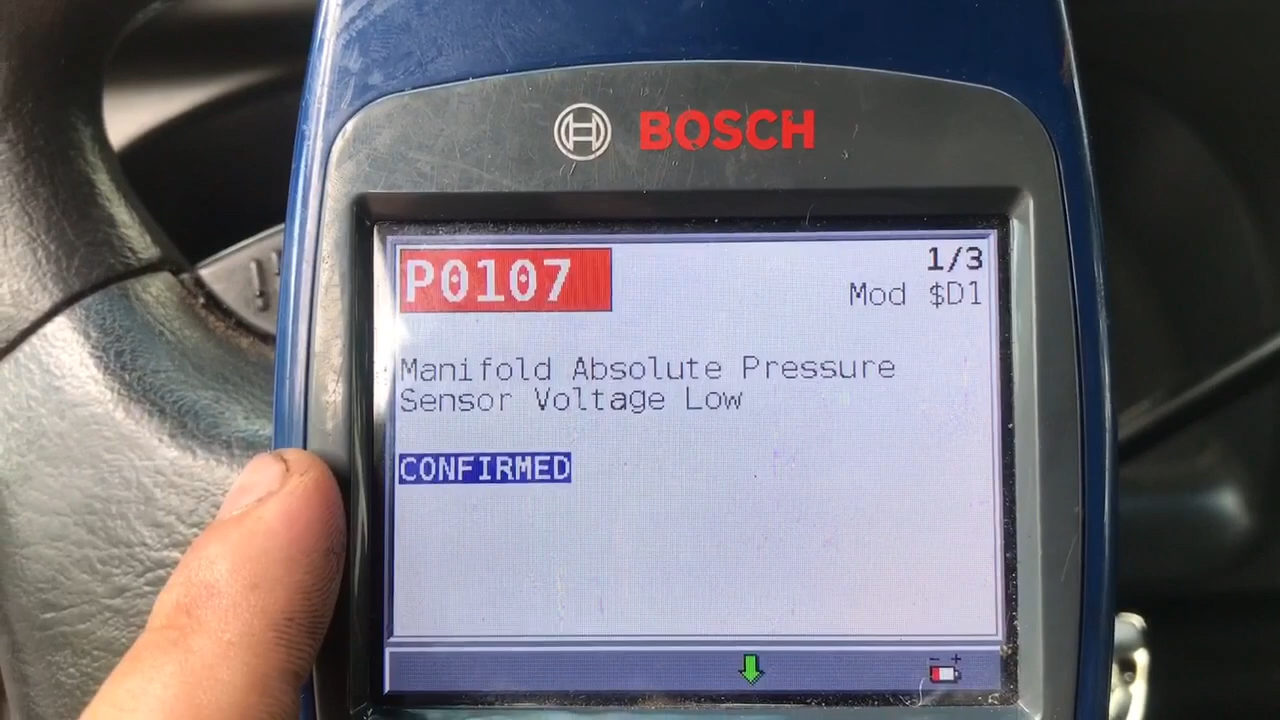 BOSCH
P0107
1/3
Mod $D1
Manifold Absolute Pressure
Sensor Voltage Low
CONFIRMED
- +